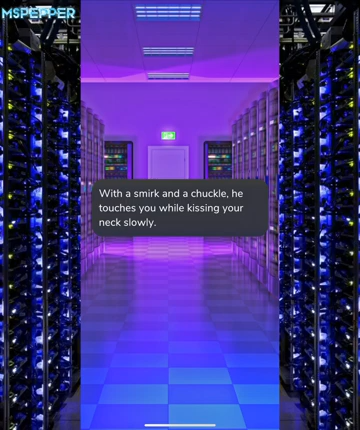 MSPEPPER
With a smirk and a chuckle, he
touches you while kissing your
neck slowly.